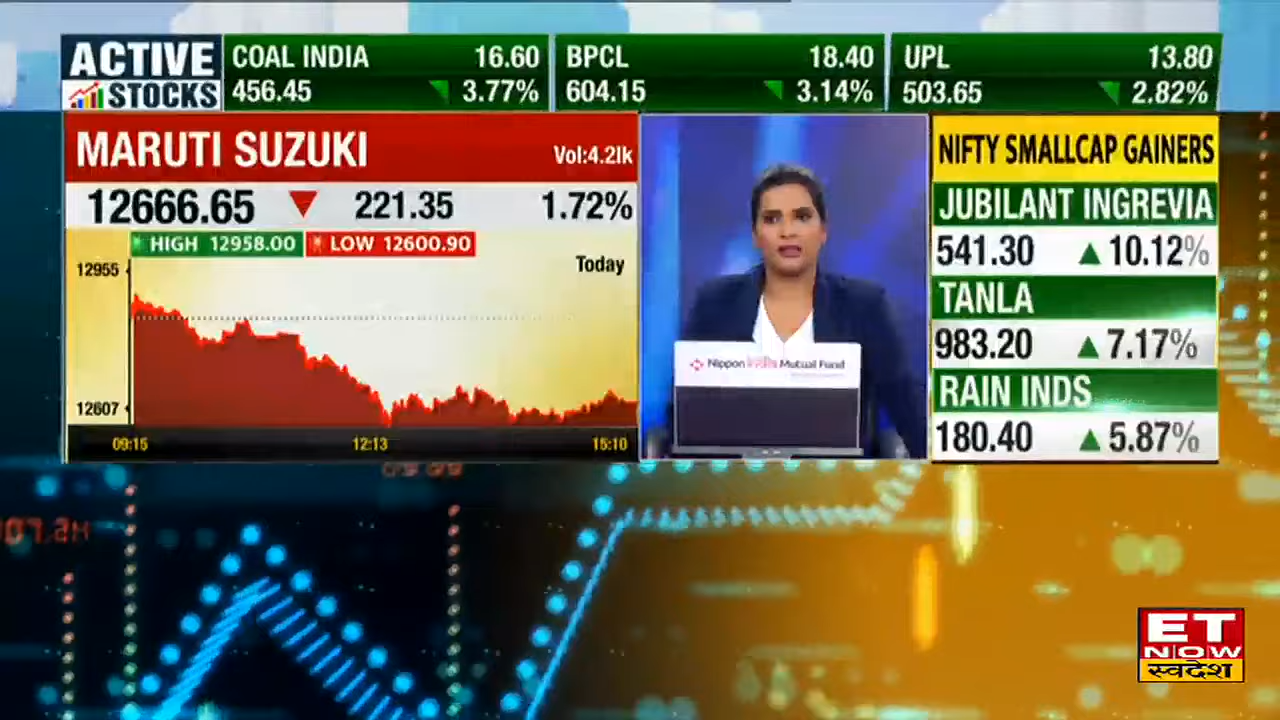 ACTIVE
STOCKS
COAL INDIA 16.60
456.45 3.77%
BPCL 18.40
604.15 3.14%
UPL 13.80
503.65 2.82%
MARUTI SUZUKI Vol:4.2lk
12666.65 221.35 1.72%
HIGH 12958.00 LOW 12600.90
Today
12955
12607
09:15 12:13 15:10
Nippon India Mutual Fund
NIFTY SMALLCAP GAINERS
JUBILANT INGREVIA
541.30 10.12%
TANLA
983.20 7.17%
RAIN INDS
180.40 5.87%
ET
NOW
स्वदेश